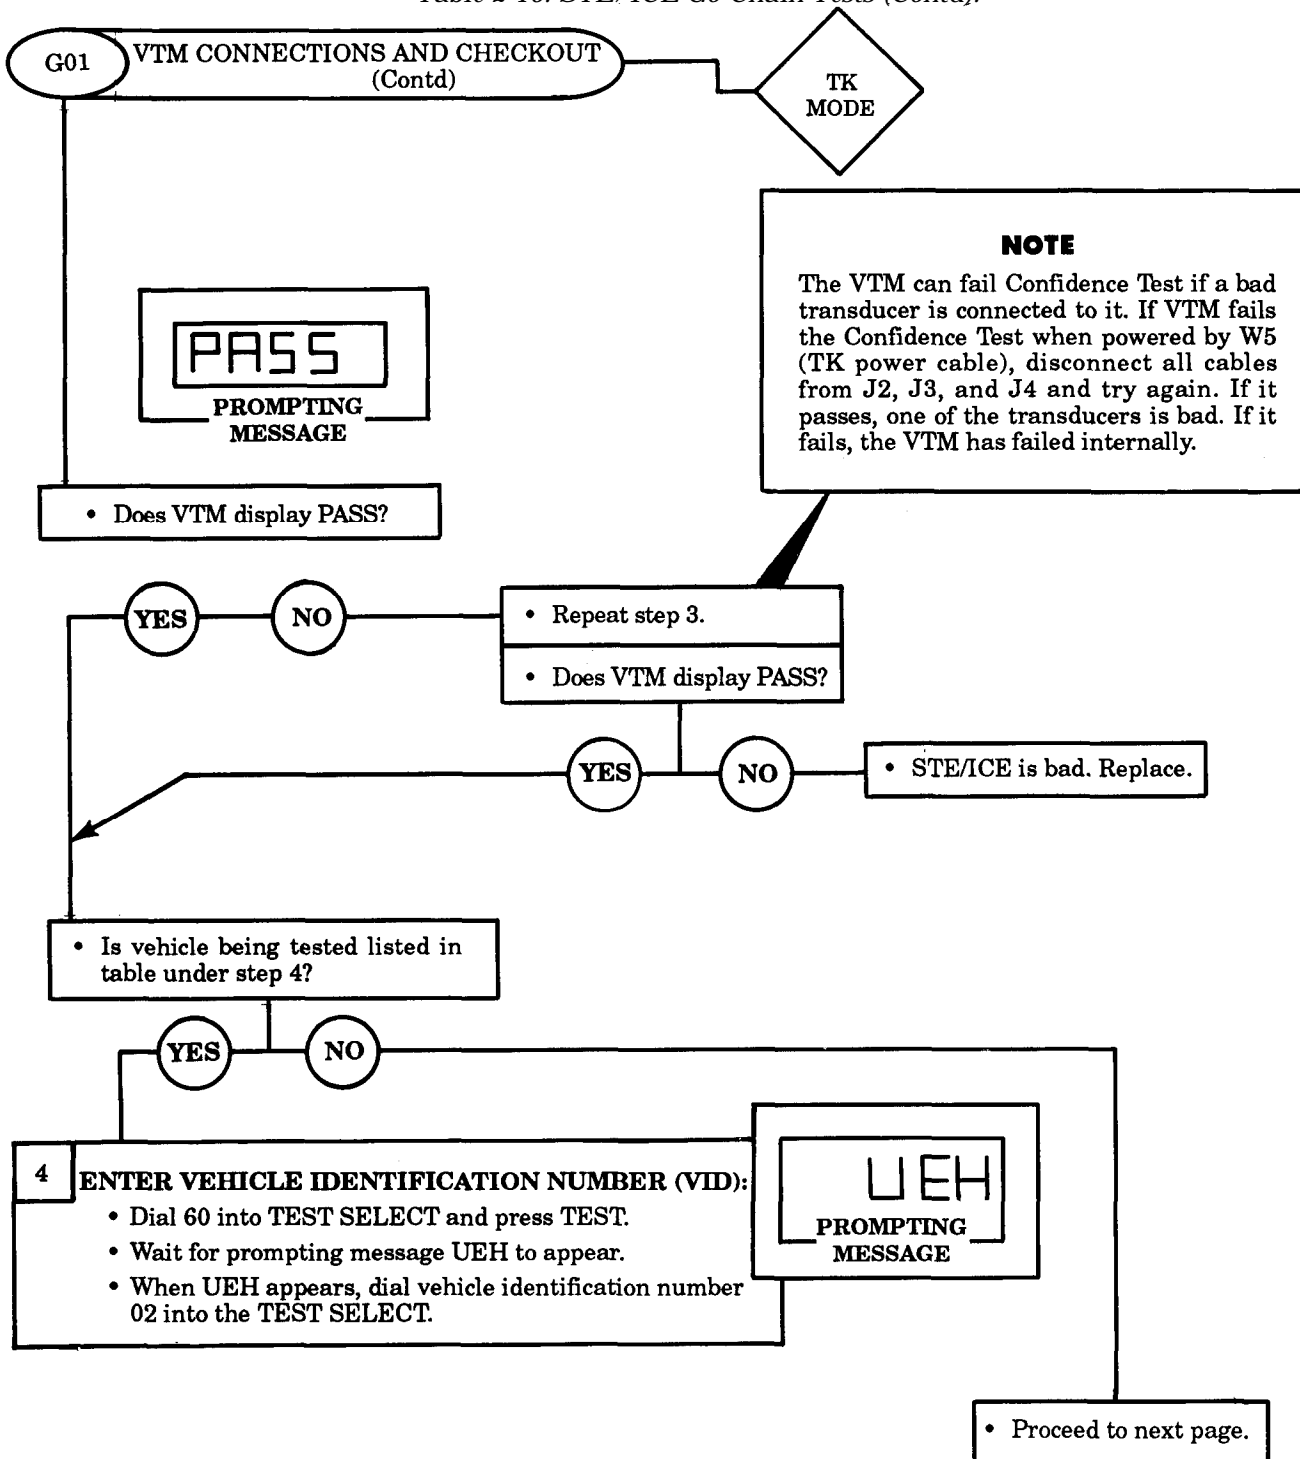 Table 2-10. STE/ICE Go-Chain Tests (Contd).
G01
VTM CONNECTIONS AND CHECKOUT
(Contd)
TK
MODE
NOTE
The VTM can fail Confidence Test if a bad
transducer is connected to it. If VTM fails
the Confidence Test when powered by W5
(TK power cable), disconnect all cables
from J2, J3, and J4 and try again. If it
passes, one of the transducers is bad. If it
fails, the VTM has failed internally.
PASS
PROMPTING
MESSAGE
• Does VTM display PASS?
YES
NO
• Repeat step 3.
• Does VTM display PASS?
YES
NO
• STE/ICE is bad. Replace.
• Is vehicle being tested listed in
table under step 4?
YES
NO
4
ENTER VEHICLE IDENTIFICATION NUMBER (VID):
• Dial 60 into TEST SELECT and press TEST.
• Wait for prompting message UEH to appear.
• When UEH appears, dial vehicle identification number
02 into the TEST SELECT.
UEH
PROMPTING
MESSAGE
• Proceed to next page.